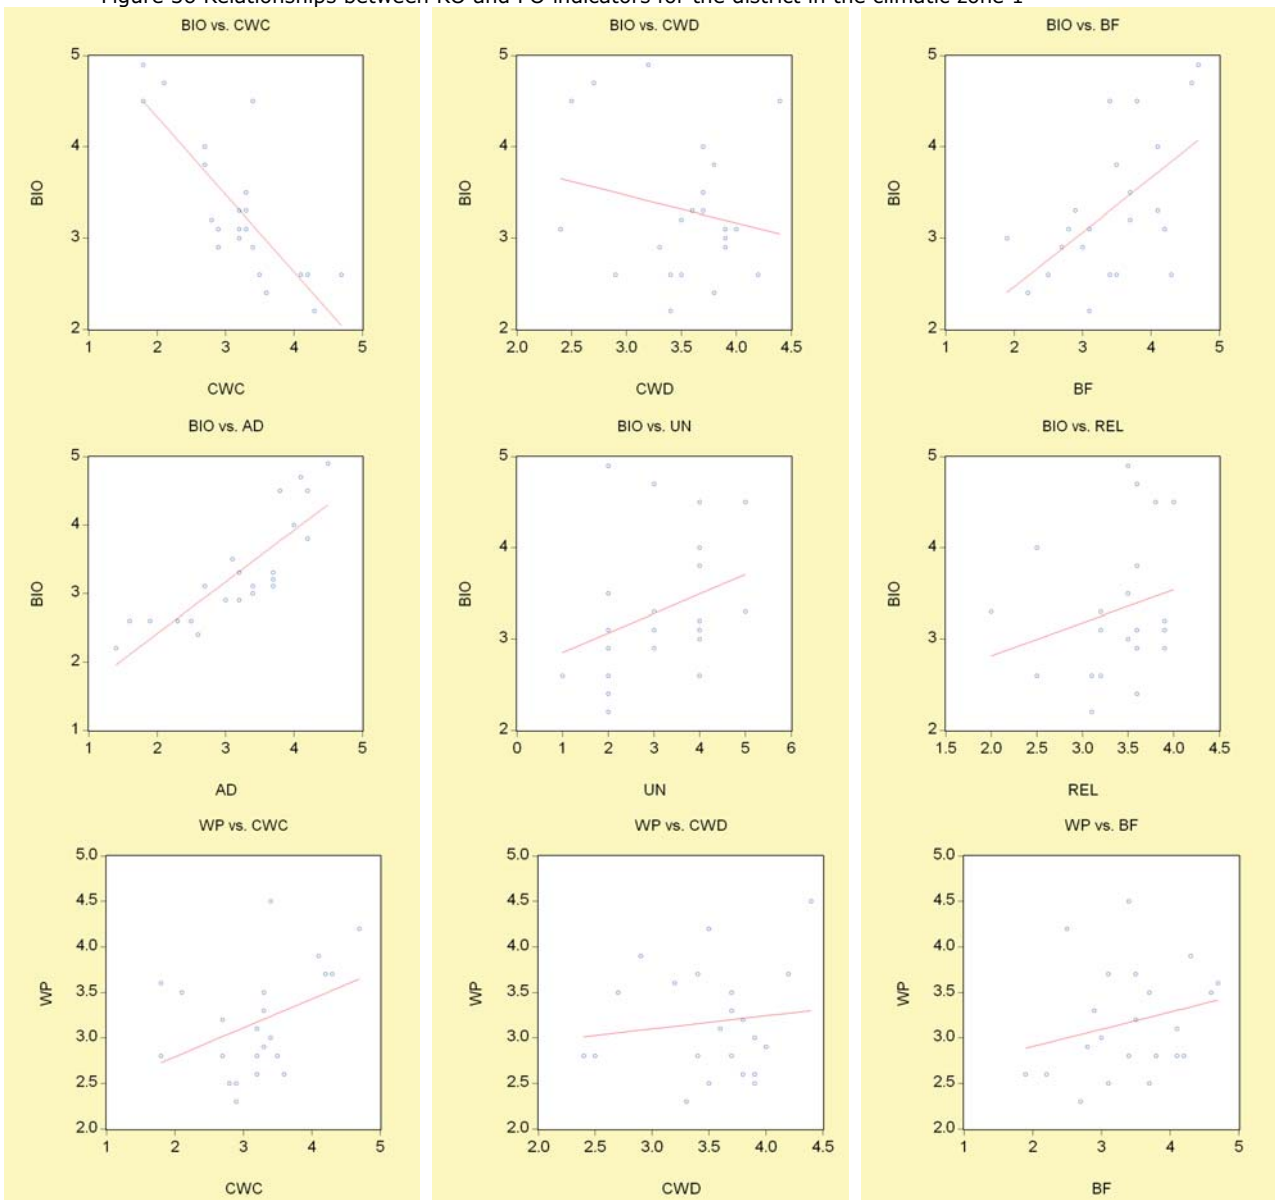 Figure 50 Relationships between RO and PO indicators for the district in the climatic zone 1
BIO vs. CWC
5
4
3
2
1 2 3 4 5
BIO
CWC
BIO vs. CWD
5
4
3
2
2.0 2.5 3.0 3.5 4.0 4.5
BIO
CWD
BIO vs. BF
5
4
3
2
1 2 3 4 5
BIO
BF
BIO vs. AD
5
4
3
2
1
1 2 3 4 5
BIO
AD
BIO vs. UN
5
4
3
2
0 1 2 3 4 5 6
BIO
UN
BIO vs. REL
5
4
3
2
1.5 2.0 2.5 3.0 3.5 4.0 4.5
BIO
REL
WP vs. CWC
5.0
4.5
4.0
3.5
3.0
2.5
2.0
1 2 3 4 5
WP
CWC
WP vs. CWD
5.0
4.5
4.0
3.5
3.0
2.5
2.0
2.0 2.5 3.0 3.5 4.0 4.5
WP
CWD
WP vs. BF
5.0
4.5
4.0
3.5
3.0
2.5
2.0
1 2 3 4 5
WP
BF